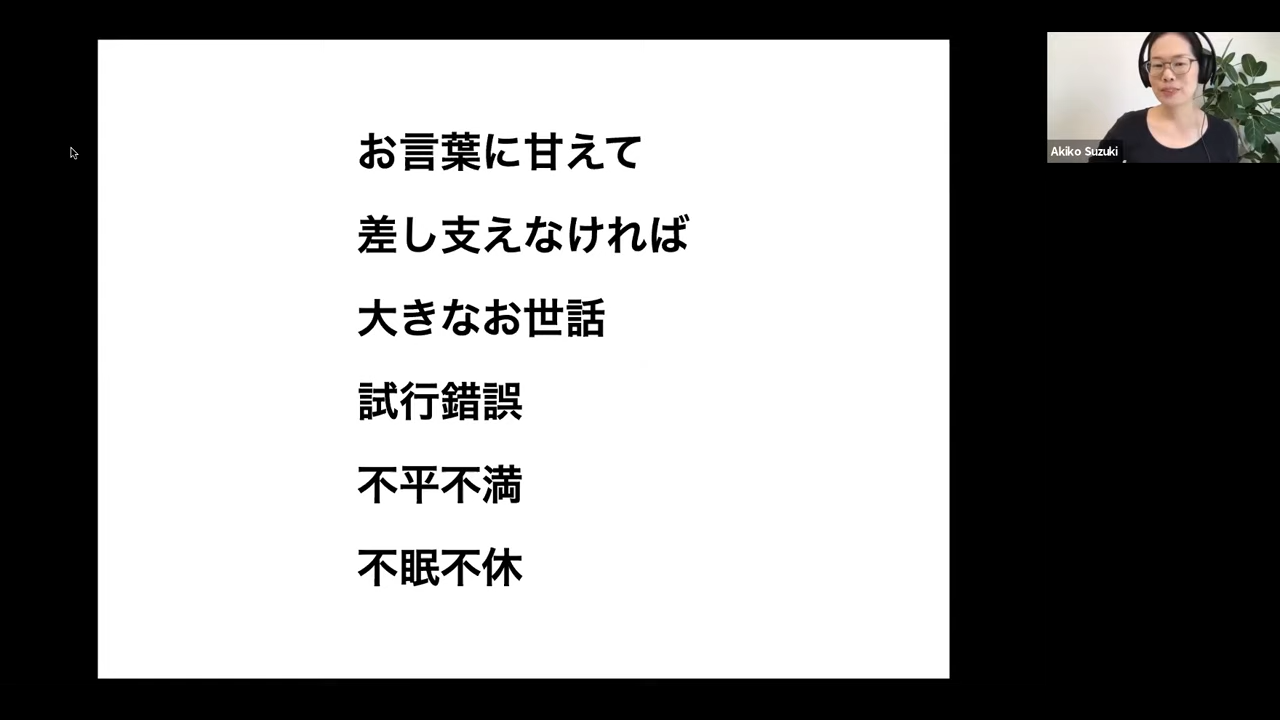 お言葉に甘えて
差し支えなければ
大きなお世話
試行錯誤
不平不満
不眠不休
Akiko Suzuki